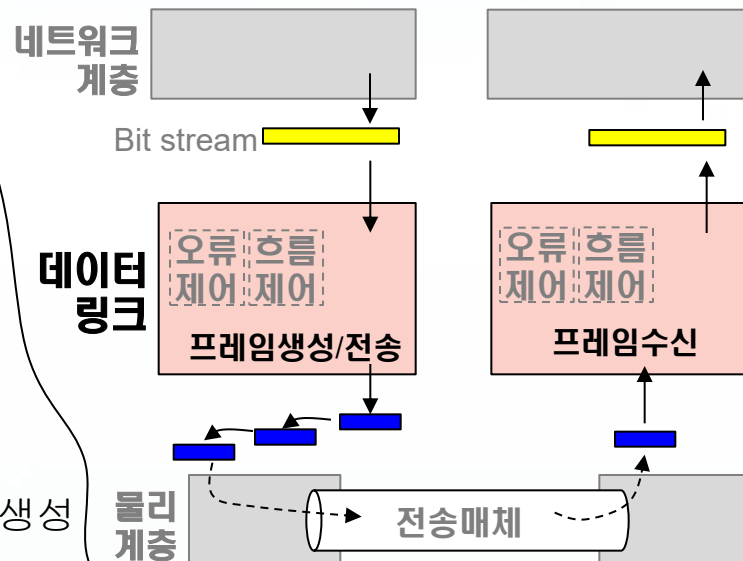 네트워크
계층
Bit stream
데이터
링크
오류 흐름
제어 제어
프레임생성/전송
오류 흐름
제어 제어
프레임수신
생성
물리
계층
전송매체